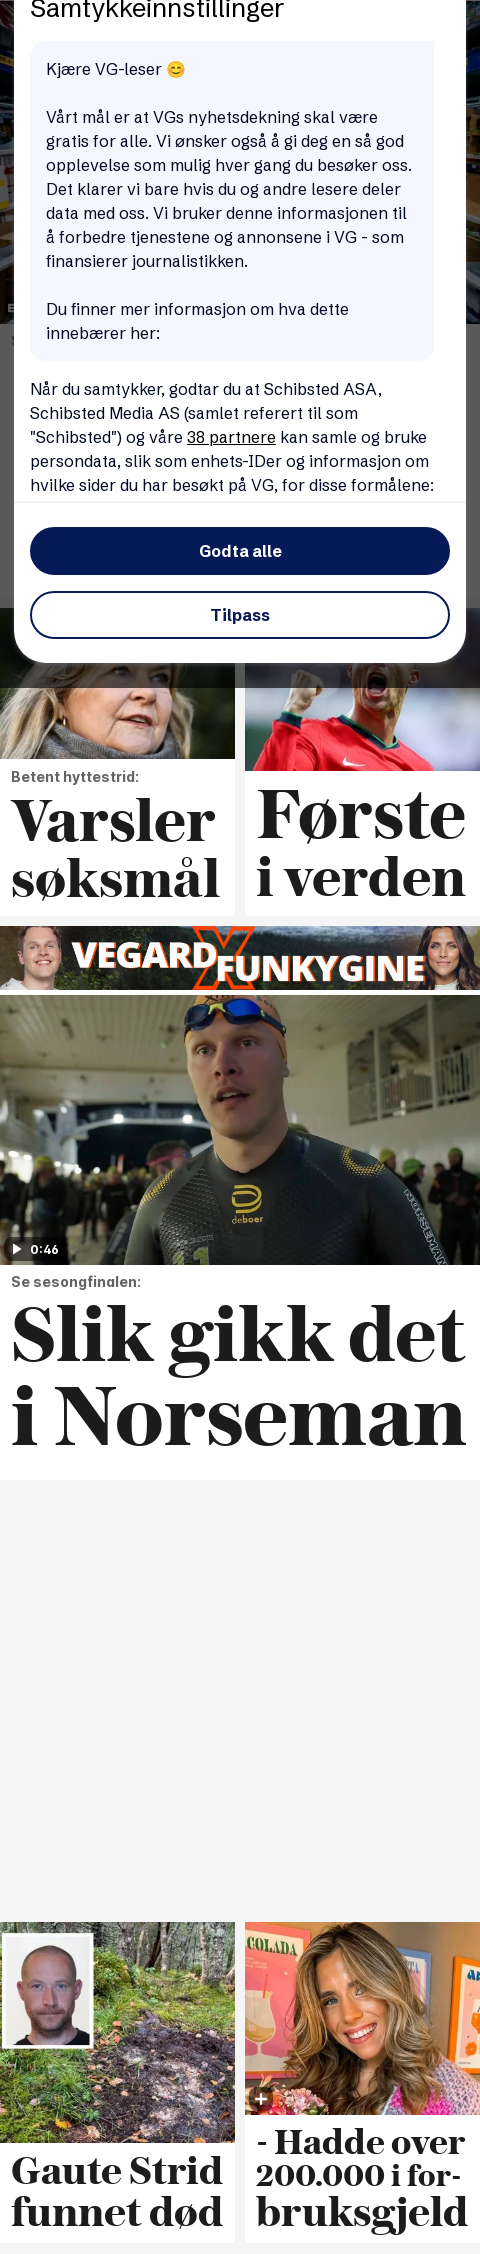 Samtykkeinnstillinger
Kjære VG-leser 😊
Vårt mål er at VGs nyhetsdekning skal være
gratis for alle. Vi ønsker også å gi deg en så god
opplevelse som mulig hver gang du besøker oss.
Det klarer vi bare hvis du og andre lesere deler
data med oss. Vi bruker denne informasjonen til
å forbedre tjenestene og annonsene i VG - som
finansierer journalistikken.
Du finner mer informasjon om hva dette
innebærer her:
Når du samtykker, godtar du at Schibsted ASA,
Schibsted Media AS (samlet referert til som
"Schibsted") og våre 38 partnere kan samle og bruke
persondata, slik som enhets-IDer og informasjon om
hvilke sider du har besøkt på VG, for disse formålene:
Godta alle
Tilpass
Betent hyttestrid:
Varsler
søksmål
Første
i verden
VEGARD X FUNKYGINE
deboer
NORSEMAN
0:46
Se sesongfinalen:
Slik gikk det
i Norseman
COLADA
Gaute Strid
funnet død
- Hadde over
200.000 i for-
bruksgjeld